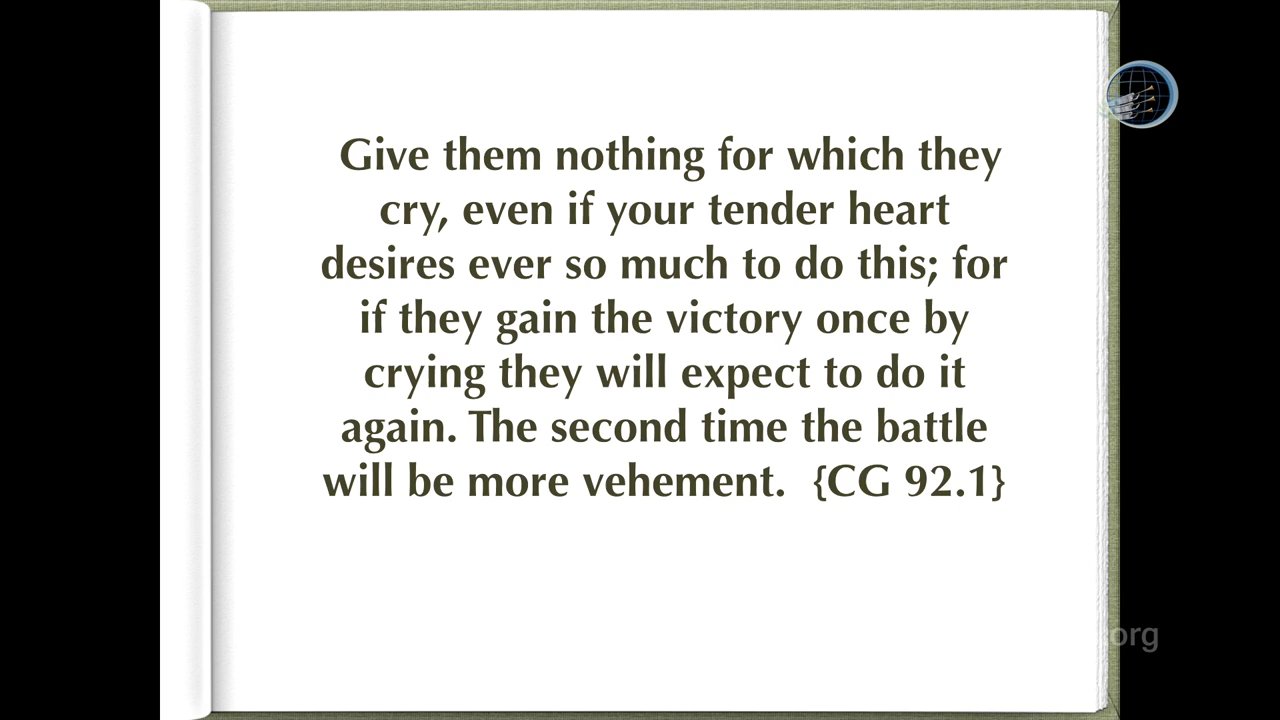 Give them nothing for which they
cry, even if your tender heart
desires ever so much to do this; for
if they gain the victory once by
crying they will expect to do it
again. The second time the battle
will be more vehement.  {CG 92.1}
.org